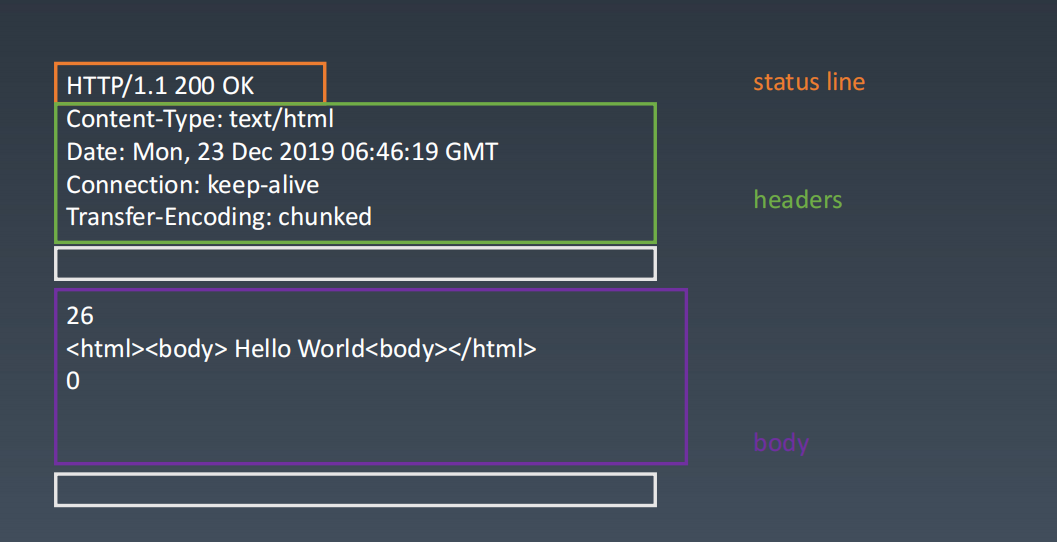 HTTP/1.1 200 OK
status line
Content-Type: text/html
Date: Mon, 23 Dec 2019 06:46:19 GMT
Connection: keep-alive
Transfer-Encoding: chunked
headers
26
<html><body> Hello World<body></html>
0
body